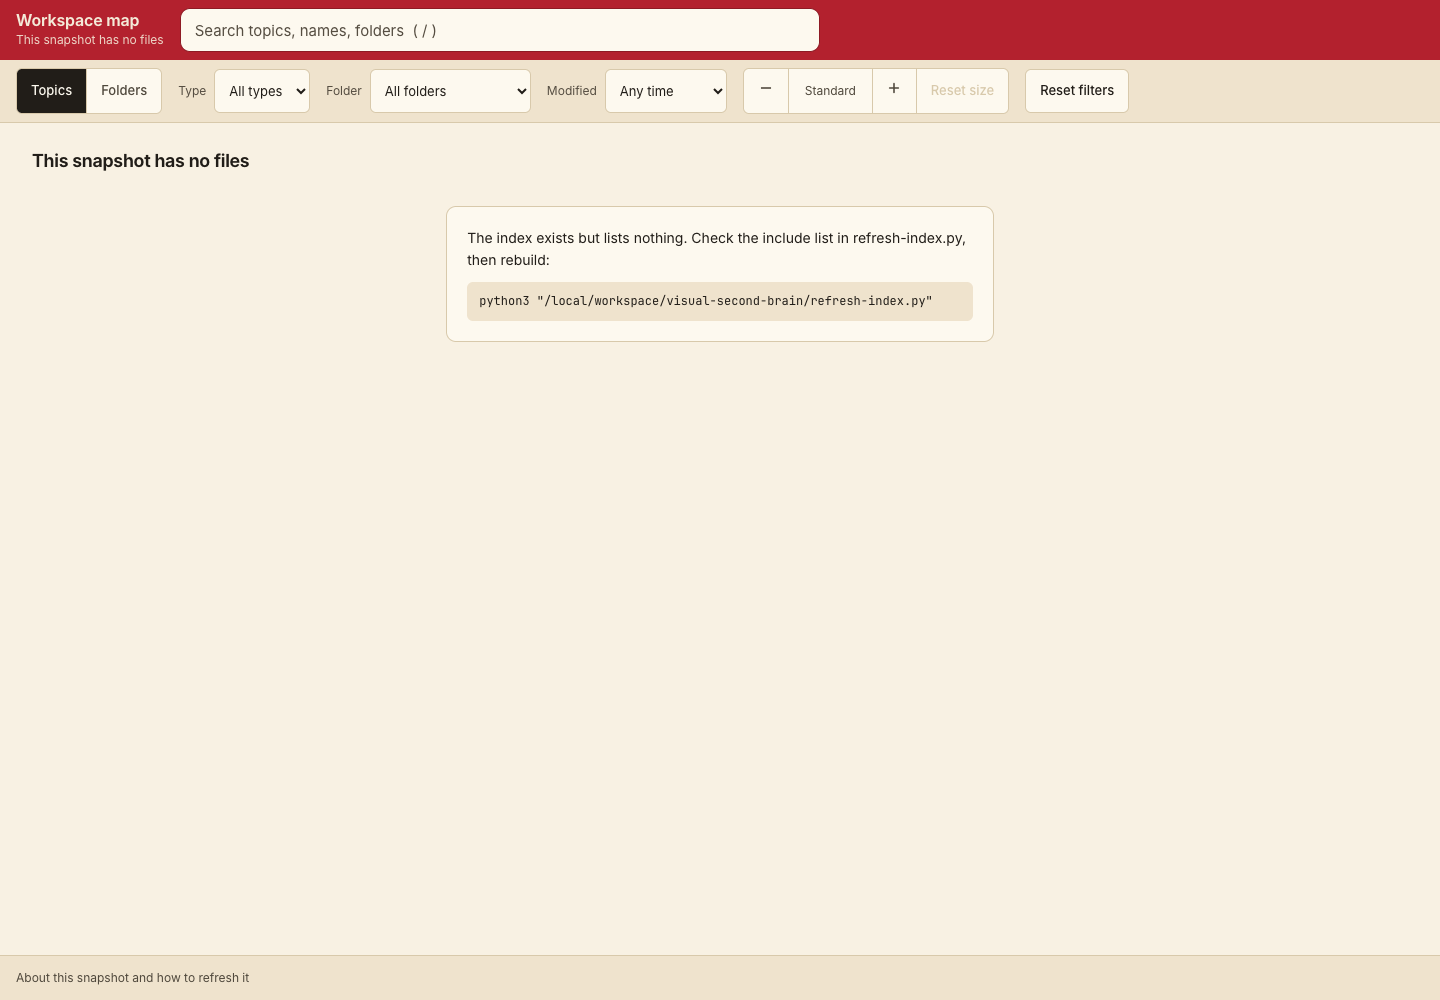 Workspace map
This snapshot has no files
Search topics, names, folders ( / )
Topics Folders Type All types Folder All folders Modified Any time − Standard + Reset size Reset filters
This snapshot has no files
The index exists but lists nothing. Check the include list in refresh-index.py,
then rebuild:
python3 "/local/workspace/visual-second-brain/refresh-index.py"
About this snapshot and how to refresh it